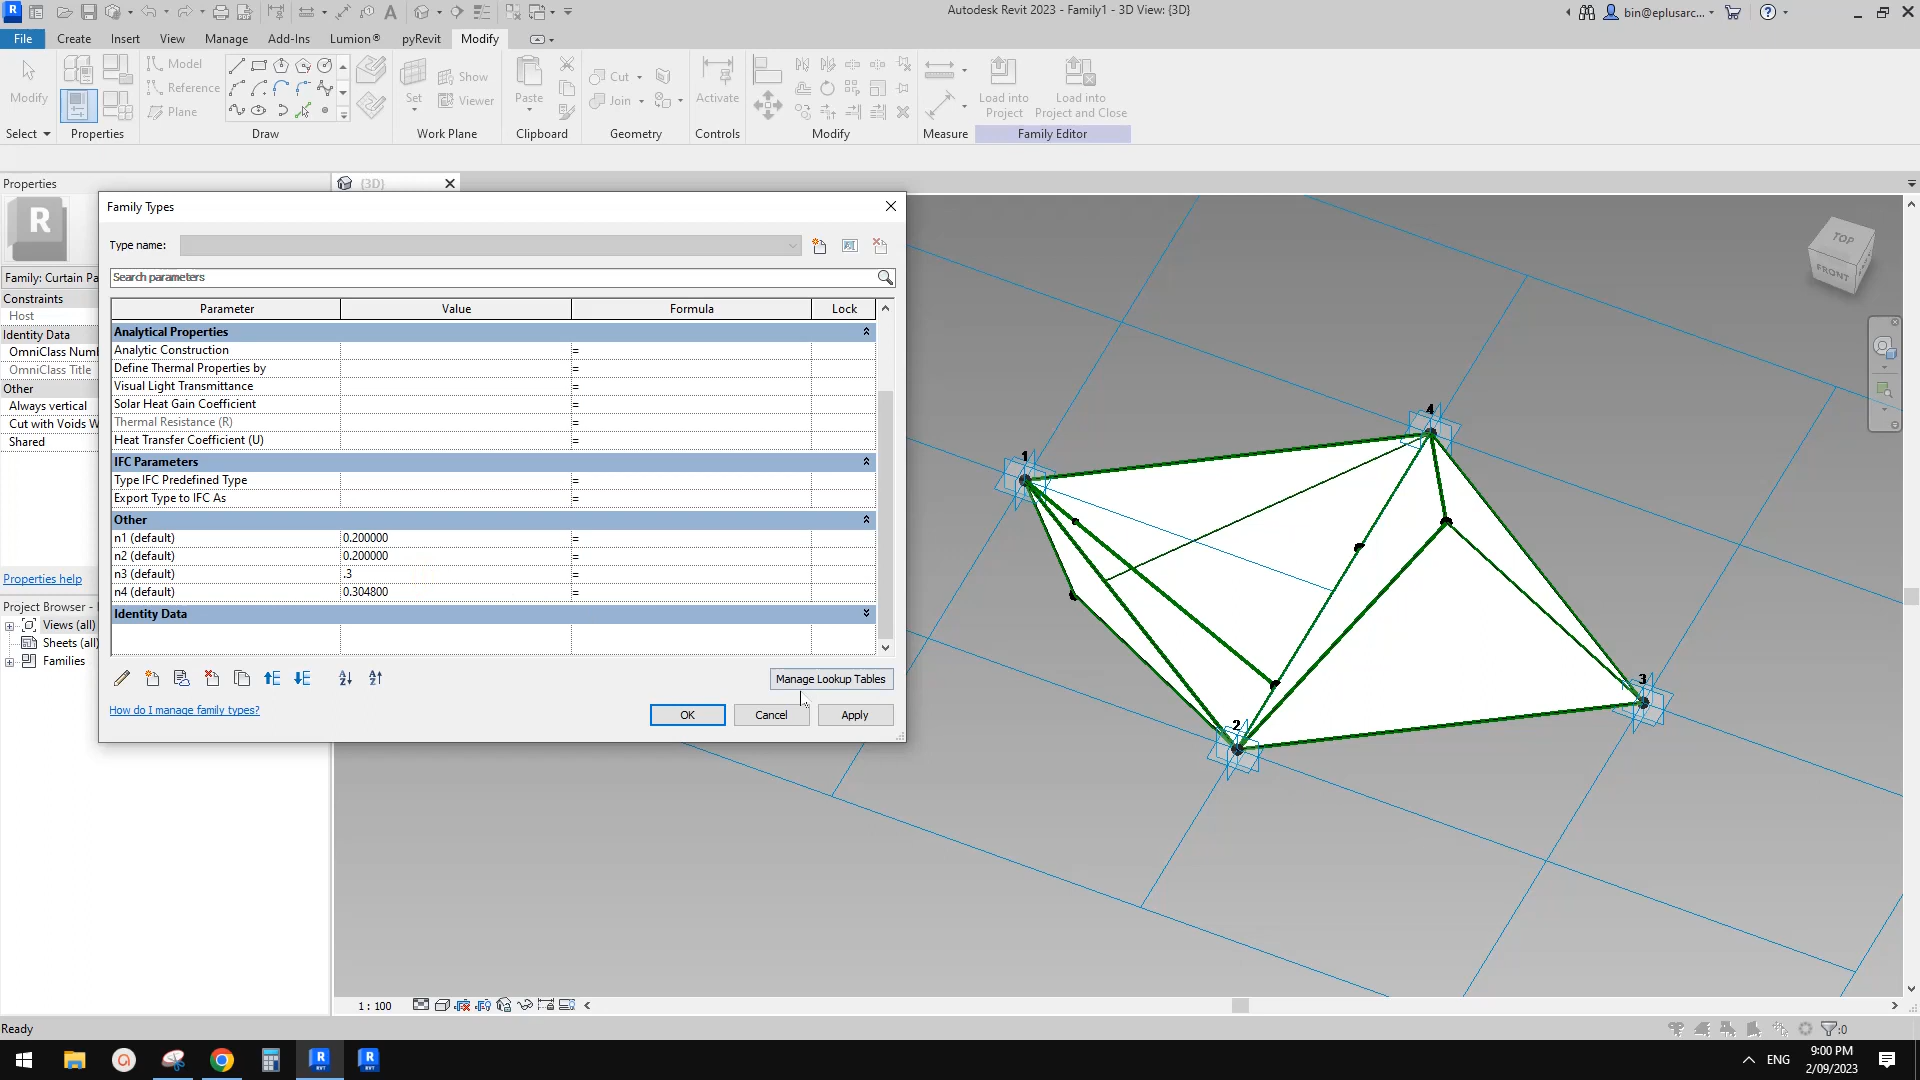 Autodesk Revit 2023 - Family1 - 3D View: {3D}
bin@eplusarc...
File
Create
Insert
View
Manage
Add-Ins
Lumion®
pyRevit
Modify
Modify
Select
Properties
Model
Reference
Plane
Draw
Set
Show
Viewer
Work Plane
Paste
Clipboard
Cut
Join
Geometry
Activate
Controls
Modify
Measure
Load into
Project
Load into
Project and Close
Family Editor
Properties
{3D}
R
Family: Curtain Pa
Constraints
Host
Identity Data
OmniClass Numb
OmniClass Title
Other
Always vertical
Cut with Voids W
Shared
Properties help
Project Browser -
Views (all)
Sheets (all)
Families
Family Types
Type name:
Search parameters
Parameter
Value
Formula
Lock
Analytical Properties
Analytic Construction =
Define Thermal Properties by =
Visual Light Transmittance =
Solar Heat Gain Coefficient =
Thermal Resistance (R) =
Heat Transfer Coefficient (U) =
IFC Parameters
Type IFC Predefined Type =
Export Type to IFC As =
Other
n1 (default) 0.200000 =
n2 (default) 0.200000 =
n3 (default) .3 =
n4 (default) 0.304800 =
Identity Data
Manage Lookup Tables
How do I manage family types?
OK
Cancel
Apply
TOP
FRONT
1
4
2
3
1 : 100
Ready
:0
ENG
9:00 PM
2/09/2023